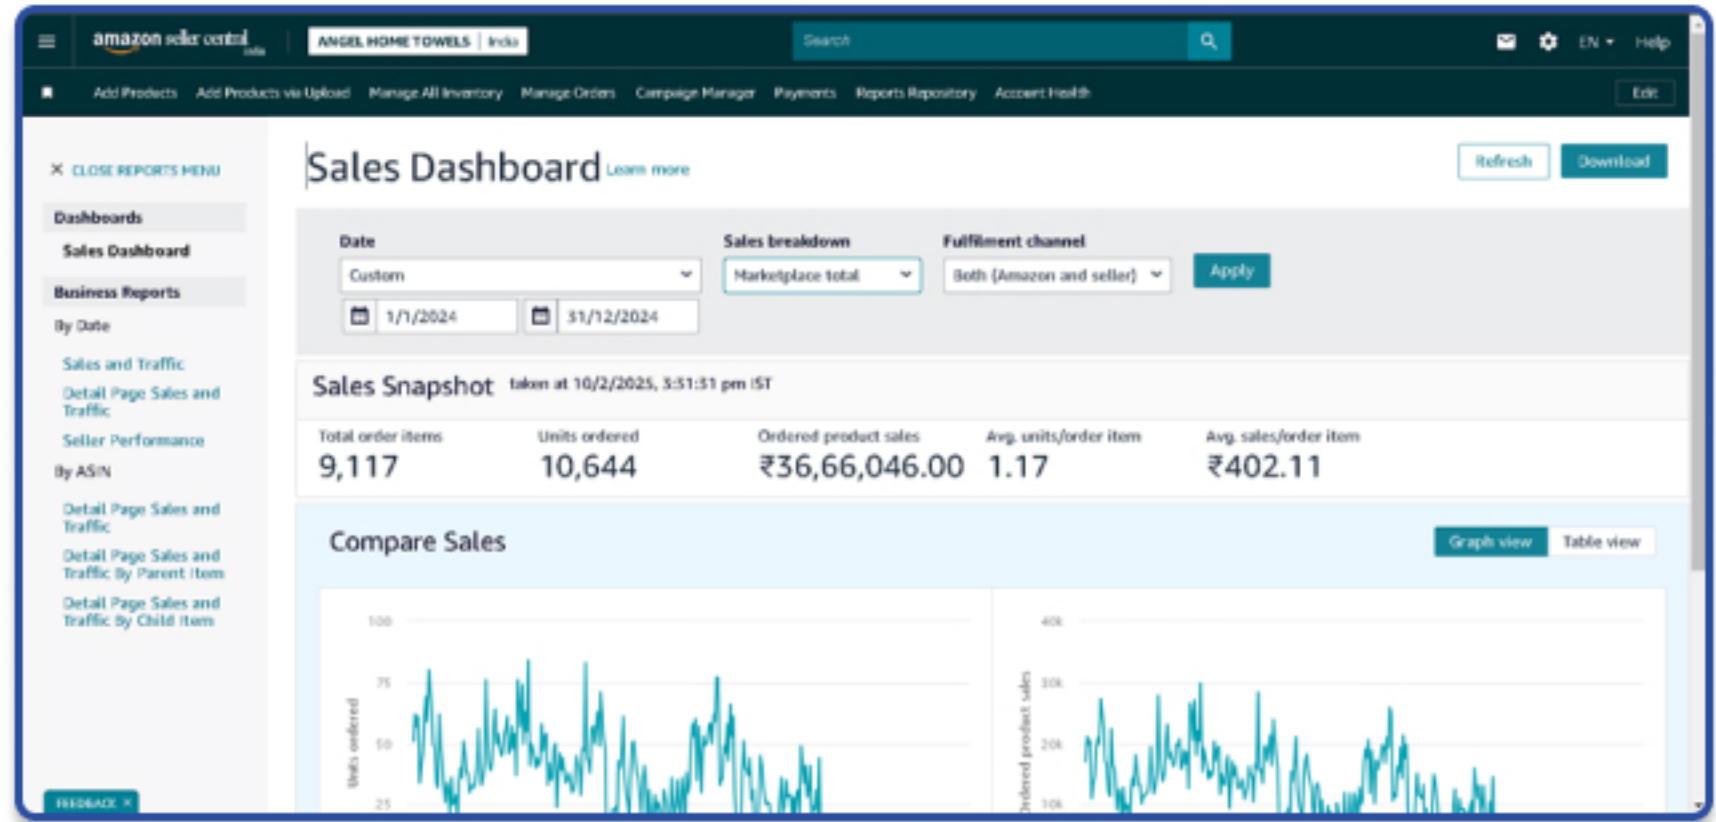 amazon seller central
india
ANGEL HOME TOWELS | India
Search
EN
Help
Add Products
Add Products via Upload
Manage All Inventory
Manage Orders
Campaign Manager
Payments
Reports Repository
Account Health
Edit
CLOSE REPORTS MENU
Dashboards
Sales Dashboard
Business Reports
By Date
Sales and Traffic
Detail Page Sales and
Traffic
Seller Performance
By ASIN
Detail Page Sales and
Traffic
Detail Page Sales and
Traffic By Parent Item
Detail Page Sales and
Traffic By Child Item
FEEDBACK
Sales Dashboard Learn more
Refresh
Download
Date
Custom
1/1/2024
31/12/2024
Sales breakdown
Marketplace total
Fulfilment channel
Both (Amazon and seller)
Apply
Sales Snapshot taken at 10/2/2025, 3:51:31 pm IST
Total order items
9,117
Units ordered
10,644
Ordered product sales
₹36,66,046.00
Avg. units/order item
1.17
Avg. sales/order item
₹402.11
Compare Sales
Graph view
Table view
Units ordered
100
75
50
25
Ordered product sales
40k
30k
20k
10k